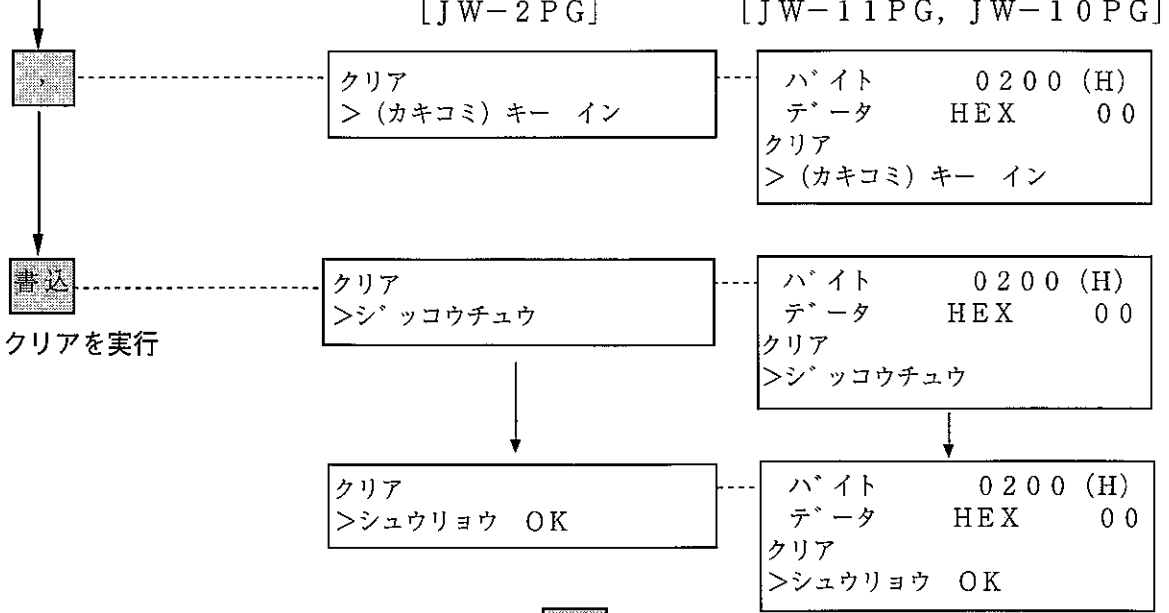 [JW-2PG] [JW-11PG, JW-10PG]
クリア
>(カキコミ)キー イン
バイト 0200(H)
データ HEX 00
クリア
>(カキコミ)キー イン
書込
クリアを実行
クリア
>ジッコウチュウ
バイト 0200(H)
データ HEX 00
クリア
>ジッコウチュウ
クリア
>シュウリョウ OK
バイト 0200(H)
データ HEX 00
クリア
>シュウリョウ OK